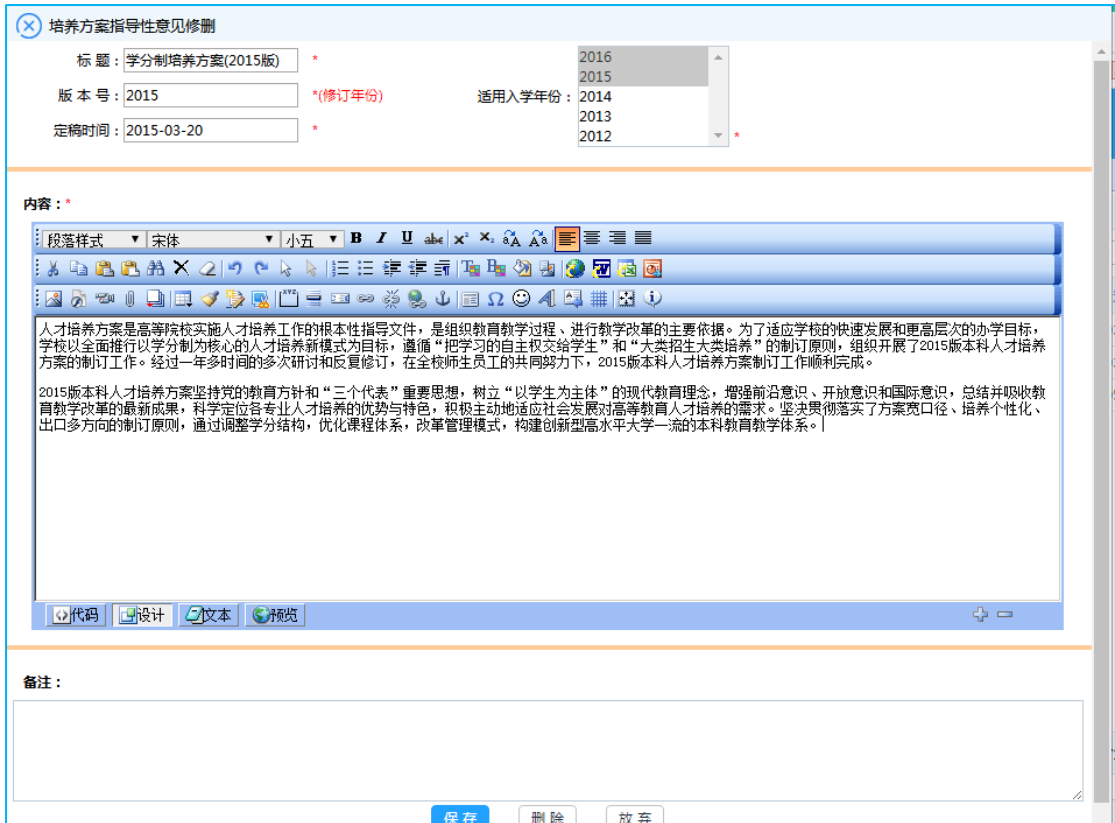 培养方案指导性意见修删
标 题：学分制培养方案(2015版) *
版 本 号：2015 *(修订年份)
定稿时间：2015-03-20 *
适用入学年份：
2016
2015
2014
2013
2012
*
内容：*
段落样式 宋体 小五 B I U abc x² X₂
人才培养方案是高等院校实施人才培养工作的根本性指导文件，是组织教育教学过程、进行教学改革的主要依据。为了适应学校的快速发展和更高层次的办学目标，
学校以全面推行以学分制为核心的人才培养新模式为目标，遵循“把学习的自主权交给学生”和“大类招生大类培养”的制订原则，组织开展了2015版本科人才培养
方案的制订工作。经过一年多时间的多次研讨和反复修订，在全校师生员工的共同努力下，2015版本科人才培养方案制订工作顺利完成。
2015版本科人才培养方案坚持党的教育方针和“三个代表”重要思想，树立“以学生为主体”的现代教育理念，增强前沿意识、开放意识和国际意识，总结并吸收教
育教学改革的最新成果，科学定位各专业人才培养的优势与特色，积极主动地适应社会发展对高等教育人才培养的需求。坚决贯彻落实了方案宽口径、培养个性化、
出口多方向的制订原则，通过调整学分结构，优化课程体系，改革管理模式，构建创新型高水平大学一流的本科教育教学体系。
代码 设计 文本 预览
备注：
保 存 删 除 放 弃